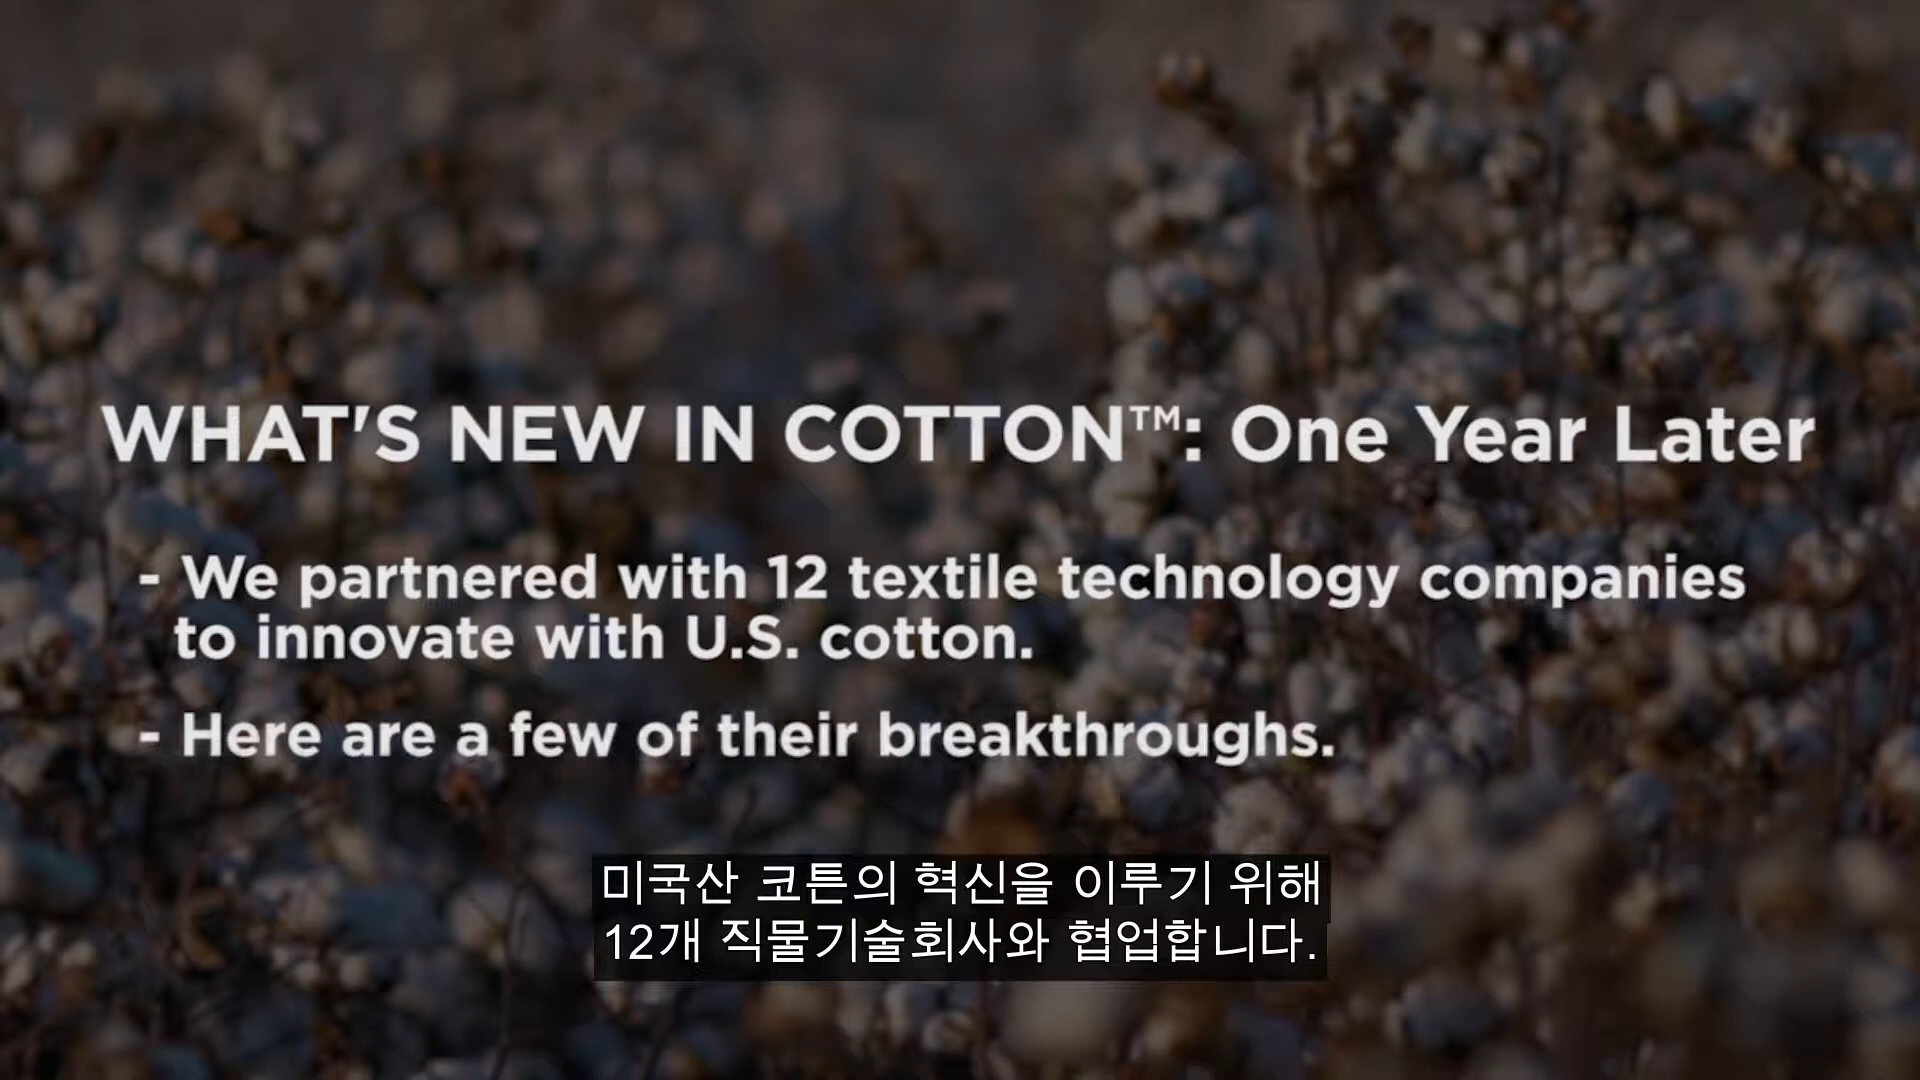 WHAT'S NEW IN COTTON™: One Year Later
- We partnered with 12 textile technology companies
to innovate with U.S. cotton.
- Here are a few of their breakthroughs.
미국산 코튼의 혁신을 이루기 위해
12개 직물기술회사와 협업합니다.